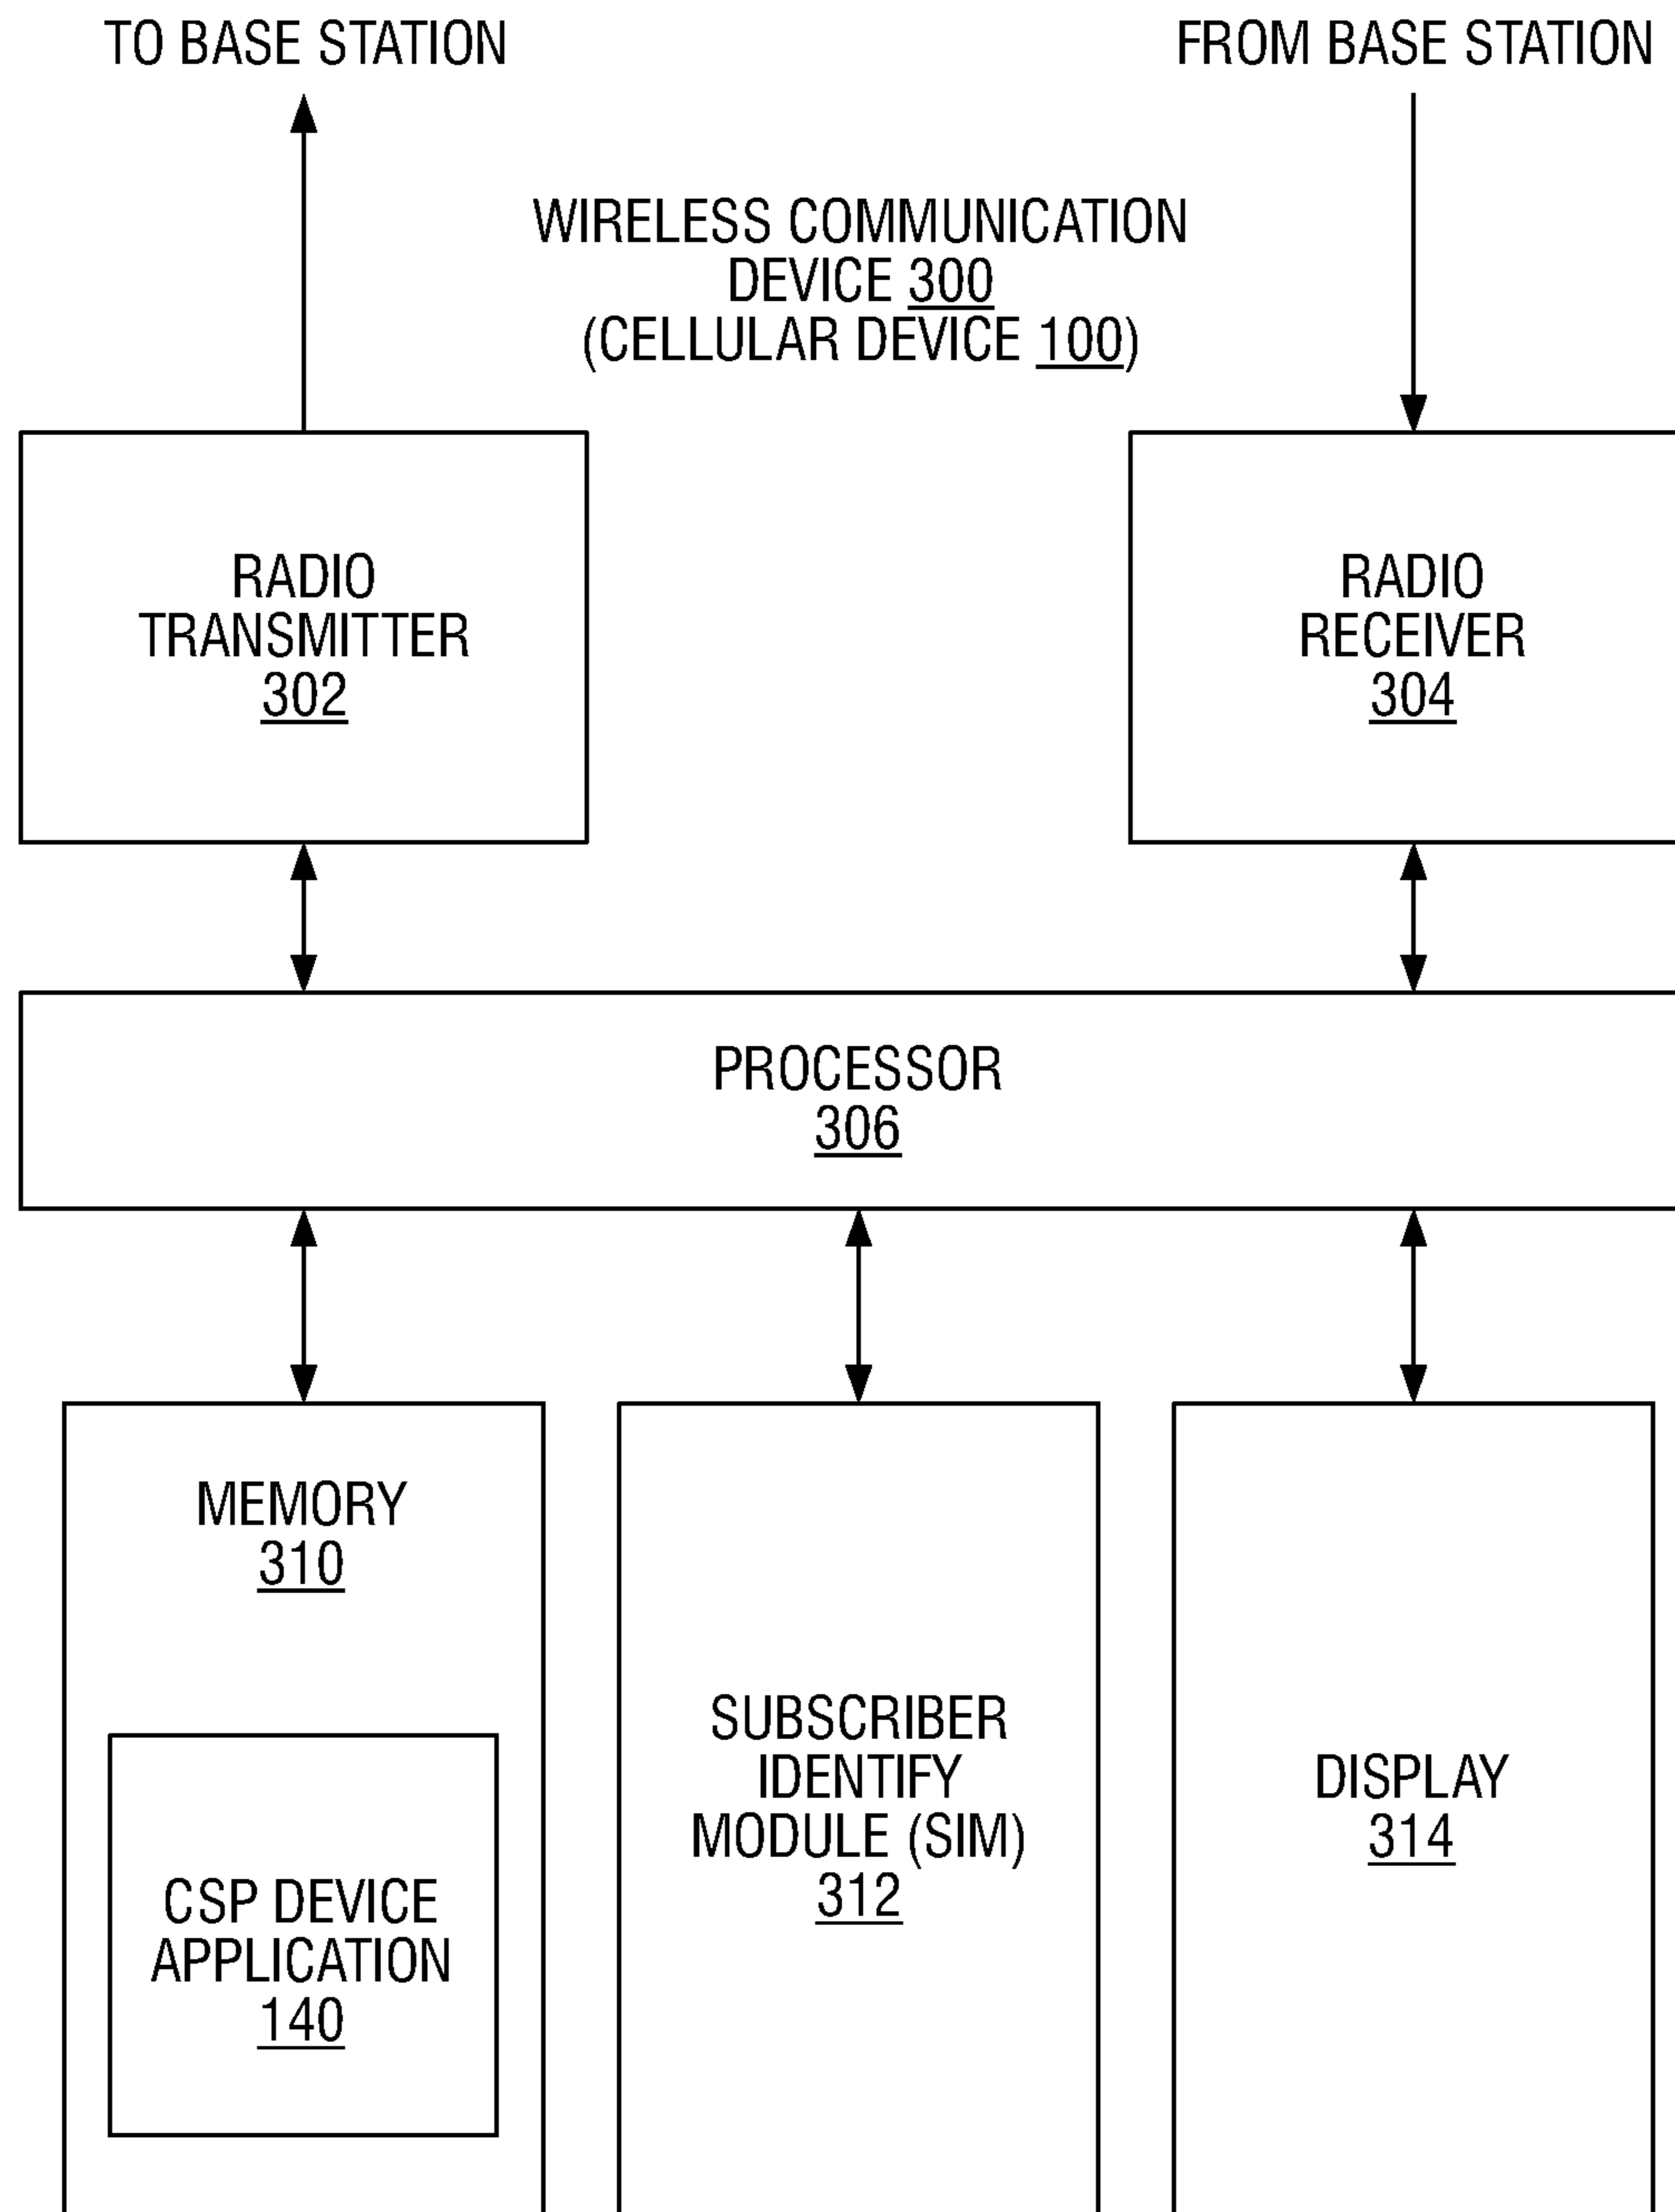 TO BASE STATION
FROM BASE STATION
WIRELESS COMMUNICATION
DEVICE 300
(CELLULAR DEVICE 100)
RADIO
TRANSMITTER
302
RADIO
RECEIVER
304
PROCESSOR
306
MEMORY
310
CSP DEVICE
APPLICATION
140
SUBSCRIBER
IDENTIFY
MODULE (SIM)
312
DISPLAY
314